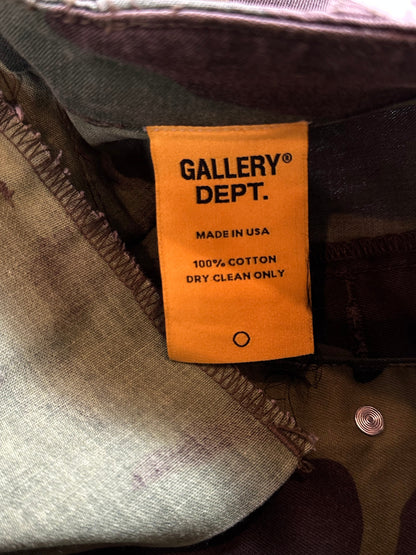 GALLERY®
DEPT.
MADE IN USA
100% COTTON
DRY CLEAN ONLY